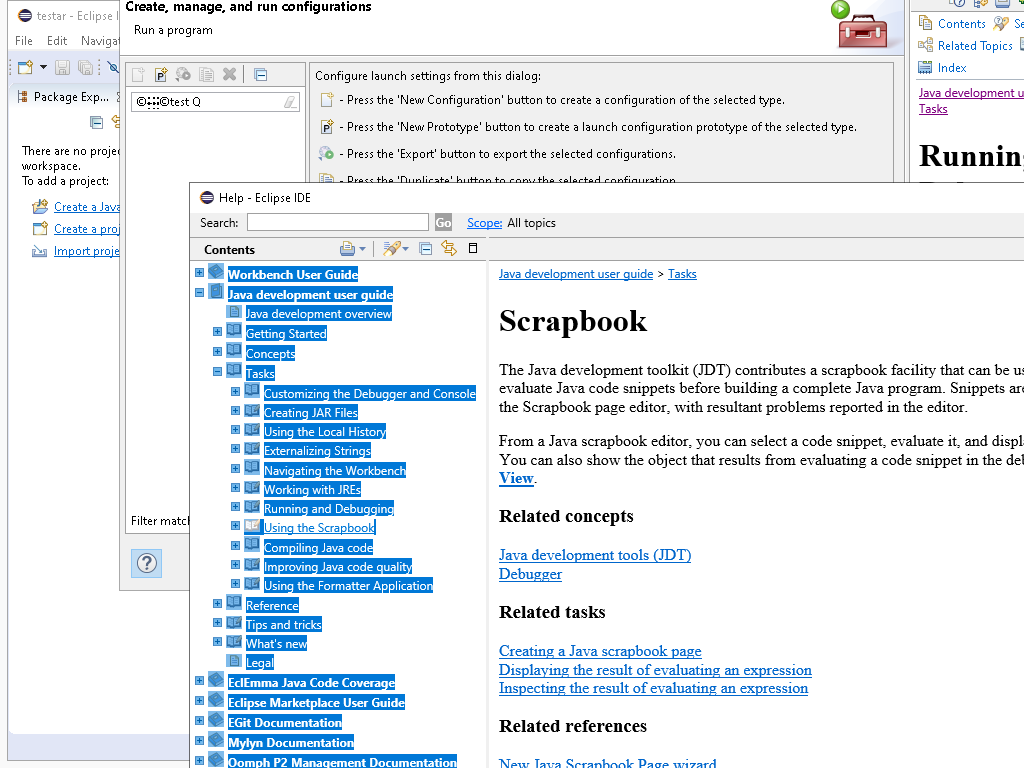 testar - Eclipse I
File Edit Navigat
Package Exp...
There are no projec
workspace.
To add a project:
Create a Java
Create a proj
Import proje
Create, manage, and run configurations
Run a program
test Q
Configure launch settings from this dialog:
- Press the 'New Configuration' button to create a configuration of the selected type.
- Press the 'New Prototype' button to create a launch configuration prototype of the selected type.
- Press the 'Export' button to export the selected configurations.
- Press the 'Duplicate' button to copy the selected configuration.
Filter match
Contents Se
Related Topics
Index
Java development u
Tasks
Running
Help - Eclipse IDE
Search: Go Scope: All topics
Contents
Workbench User Guide
Java development user guide
Java development overview
Getting Started
Concepts
Tasks
Customizing the Debugger and Console
Creating JAR Files
Using the Local History
Externalizing Strings
Navigating the Workbench
Working with JREs
Running and Debugging
Using the Scrapbook
Compiling Java code
Improving Java code quality
Using the Formatter Application
Reference
Tips and tricks
What's new
Legal
EclEmma Java Code Coverage
Eclipse Marketplace User Guide
EGit Documentation
Mylyn Documentation
Oomph P2 Management Documentation
Java development user guide > Tasks
Scrapbook
The Java development toolkit (JDT) contributes a scrapbook facility that can be us
evaluate Java code snippets before building a complete Java program. Snippets are
the Scrapbook page editor, with resultant problems reported in the editor.
From a Java scrapbook editor, you can select a code snippet, evaluate it, and displa
You can also show the object that results from evaluating a code snippet in the deb
View.
Related concepts
Java development tools (JDT)
Debugger
Related tasks
Creating a Java scrapbook page
Displaying the result of evaluating an expression
Inspecting the result of evaluating an expression
Related references
New Java Scrapbook Page wizard